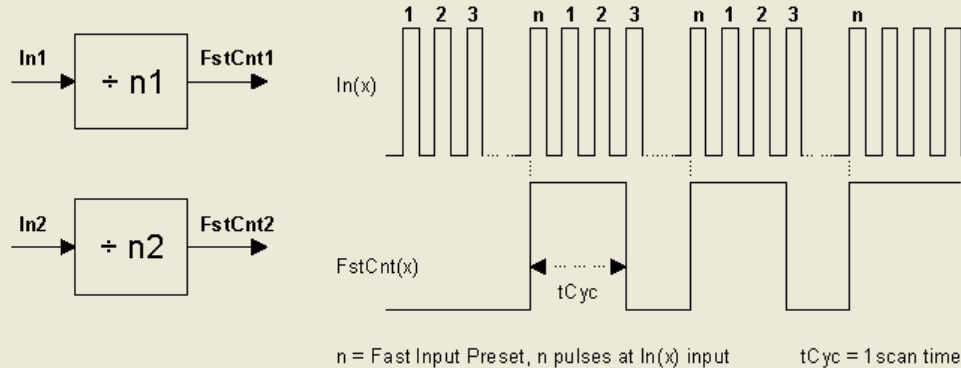 1 2 3 n 1 2 3 n 1 2 3 n
In1 FstCnt1
÷ n1
In(x)
In2 FstCnt2
÷ n2
FstCnt(x)
tCyc
n = Fast Input Preset, n pulses at In(x) input tCyc = 1 scan time